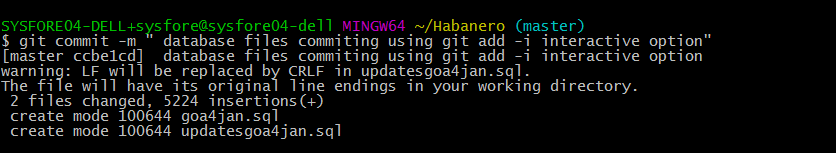 SYSFORE04-DELL+sysfore@sysfore04-dell MINGW64 ~/Habanero (master)
$ git commit -m " database files commiting using git add -i interactive option"
[master ccbe1cd]  database files commiting using git add -i interactive option
warning: LF will be replaced by CRLF in updatesgoa4jan.sql.
The file will have its original line endings in your working directory.
 2 files changed, 5224 insertions(+)
 create mode 100644 goa4jan.sql
 create mode 100644 updatesgoa4jan.sql